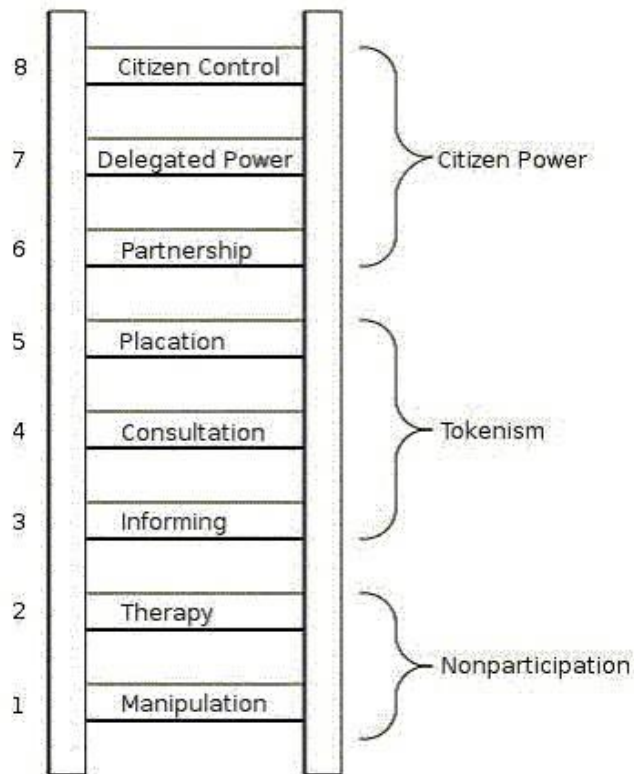 8 Citizen Control
7 Delegated Power
Citizen Power
6 Partnership
5 Placation
4 Consultation
Tokenism
3 Informing
2 Therapy
Nonparticipation
1 Manipulation